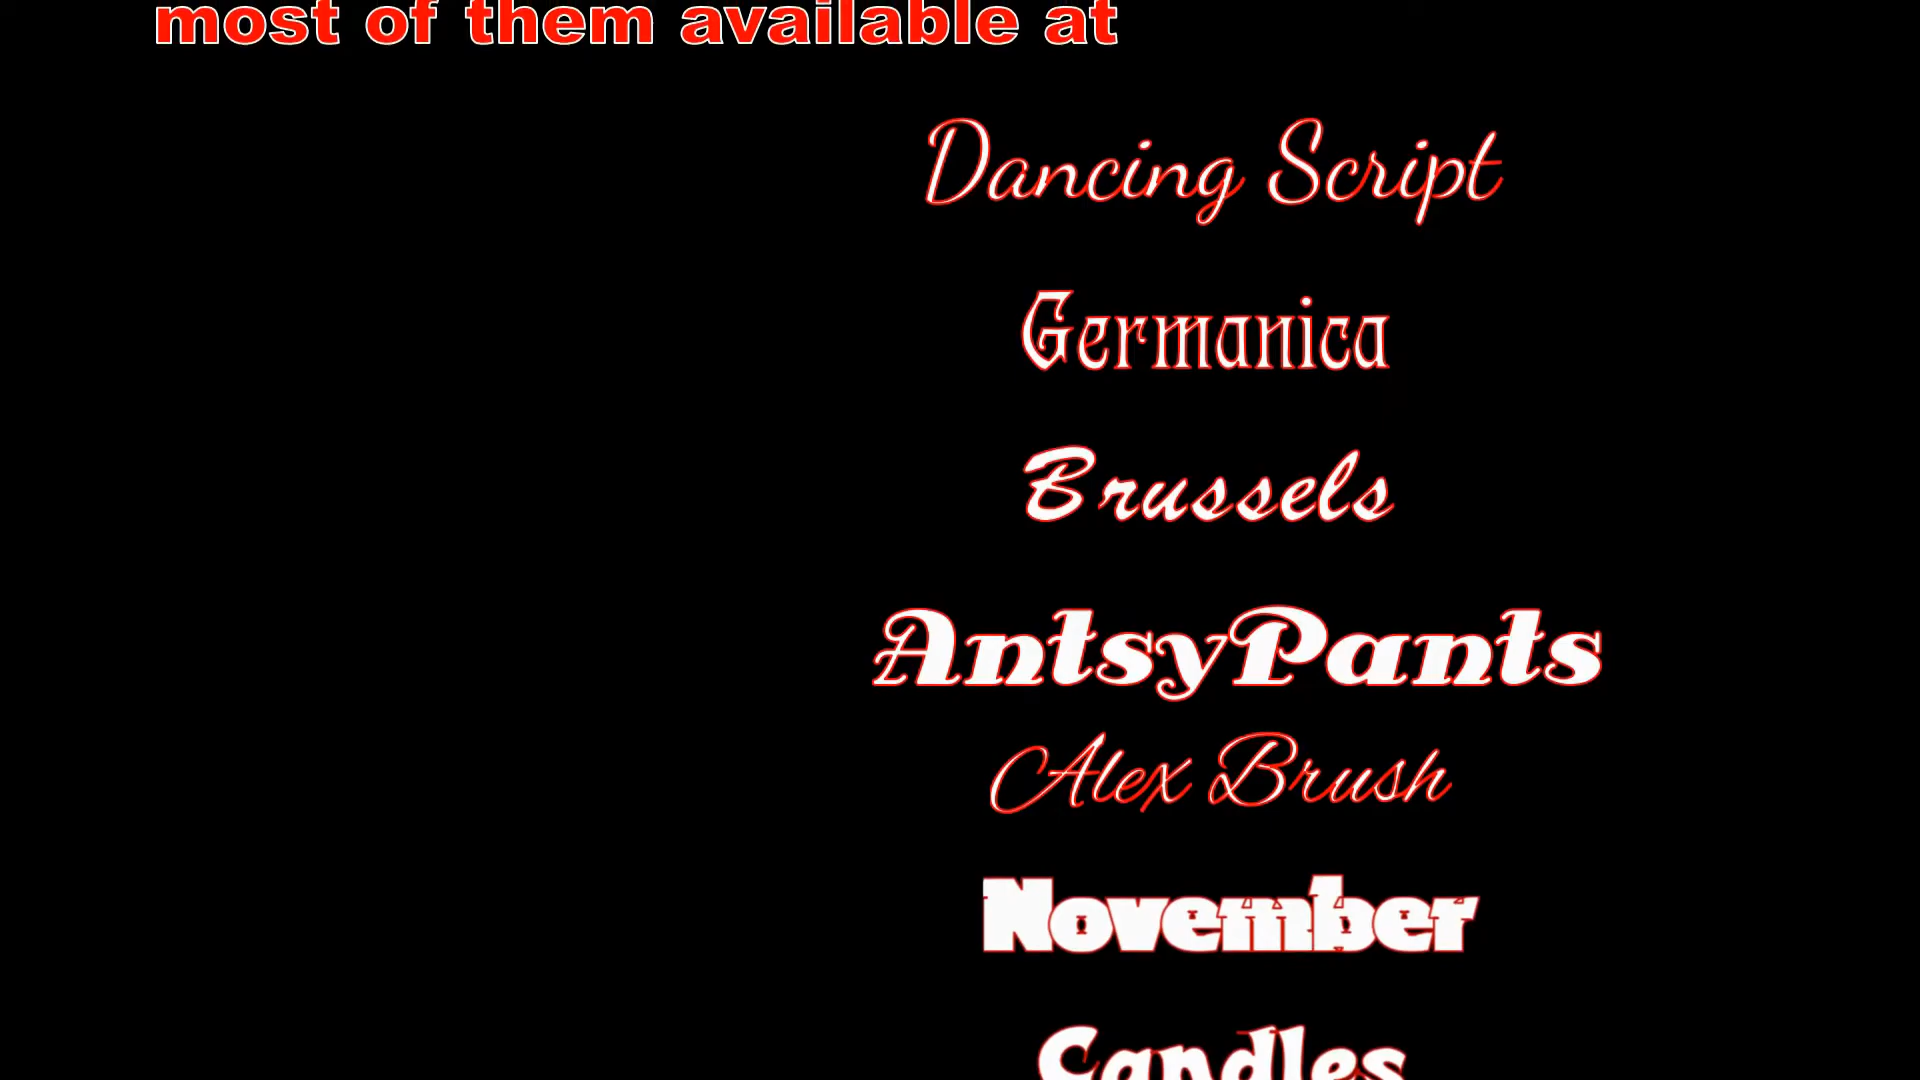 most of them available at
Dancing Script
Germanica
Brussels
AntsyPants
Alex Brush
November
Candles